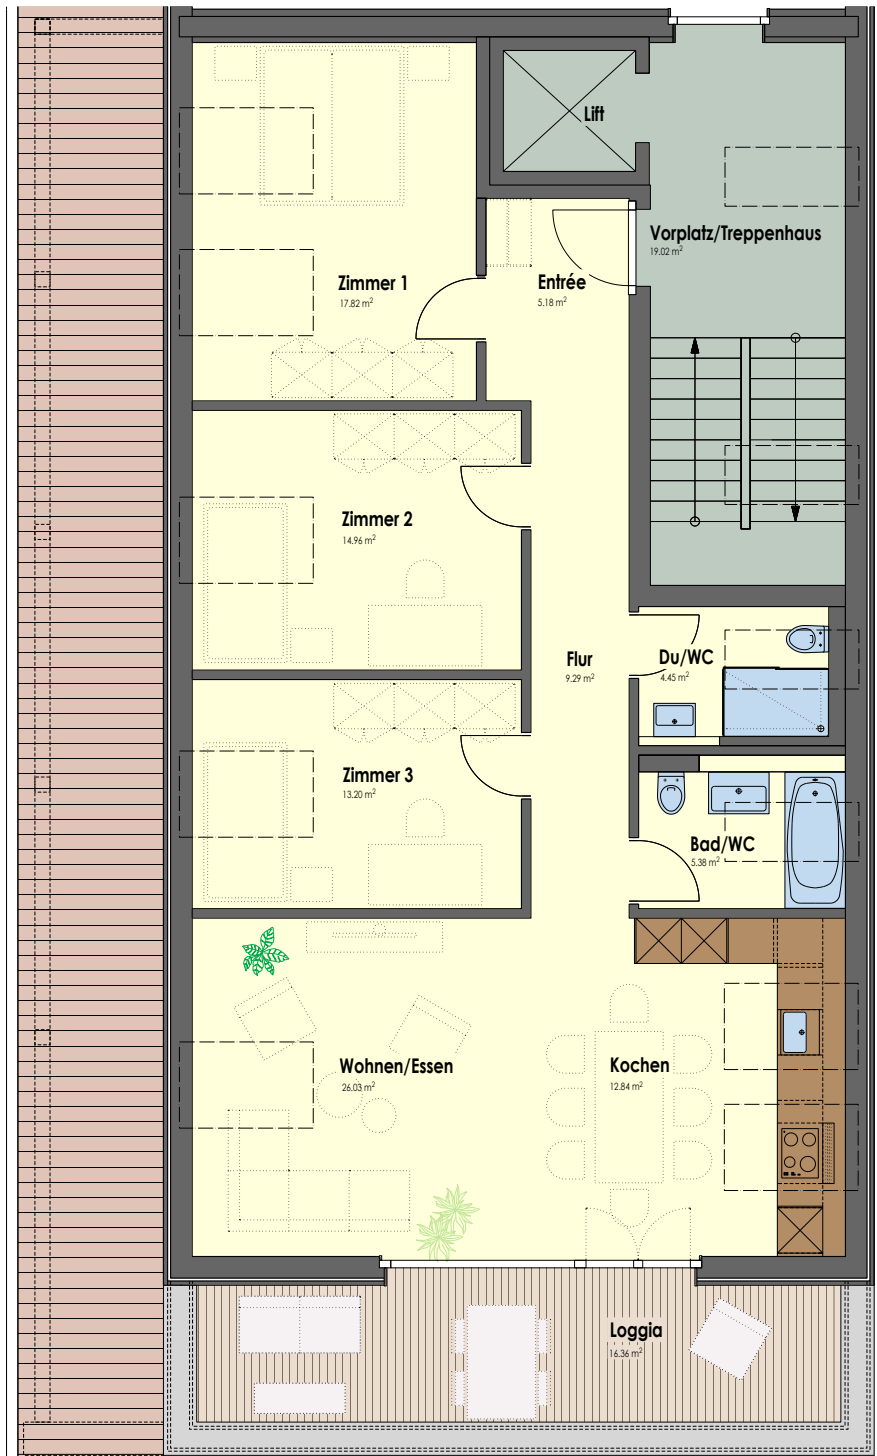 Lift
Vorplatz/Treppenhaus
19.02 m²
Zimmer 1
17.82 m²
Entrée
5.18 m²
Zimmer 2
14.96 m²
Flur
9.29 m²
Du/WC
4.45 m²
Zimmer 3
13.20 m²
Bad/WC
5.38 m²
Wohnen/Essen
26.03 m²
Kochen
12.84 m²
Loggia
16.36 m²